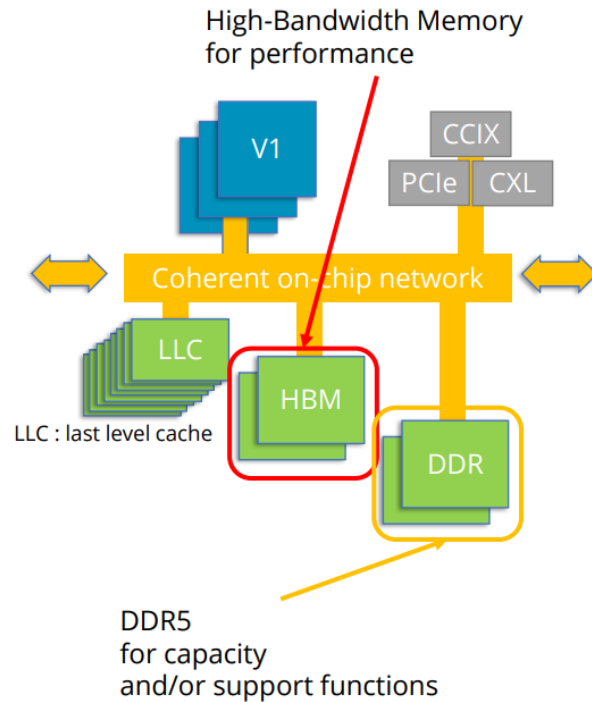 High-Bandwidth Memory
for performance
V1
CCIX
PCIe
CXL
Coherent on-chip network
LLC
HBM
LLC : last level cache
DDR
DDR5
for capacity
and/or support functions